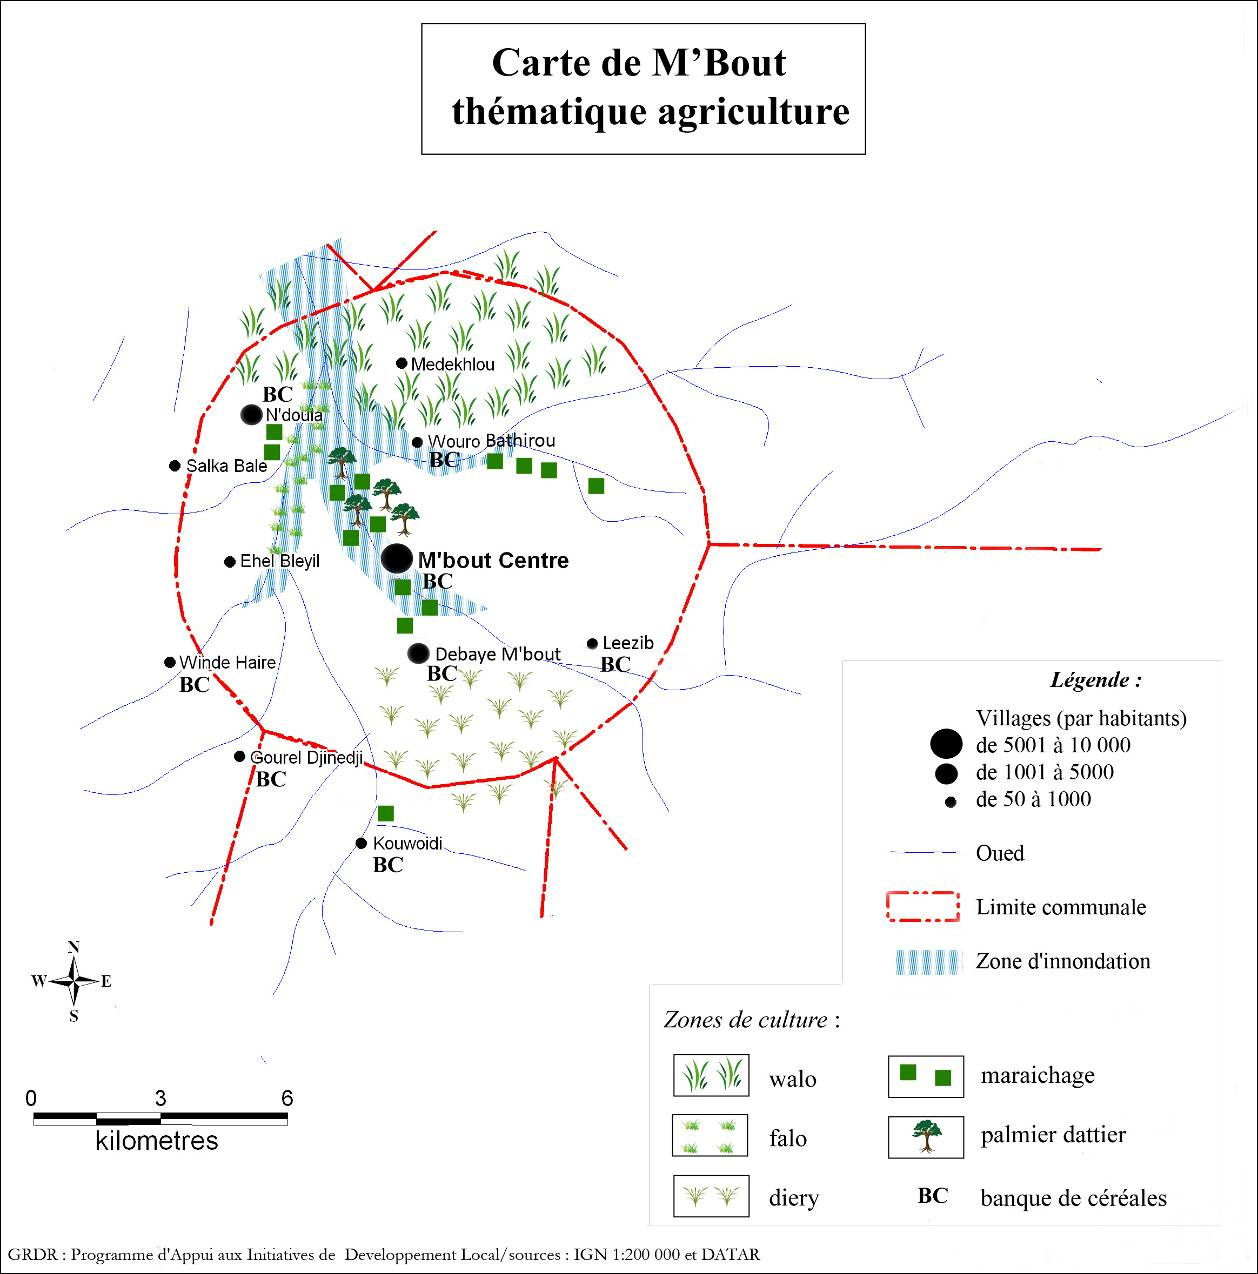 Carte de M’Bout
thématique agriculture
Medekhlou
BC
N'doula
Wouro Bathirou
BC
Salka Bale
Ehel Bleyil
M'bout Centre
BC
Leezib
BC
Debaye M'bout
BC
Winde Haire
BC
Gourel Djinedji
BC
Kouwoidi
BC
Légende :
Villages (par habitants)
de 5001 à 10 000
de 1001 à 5000
de 50 à 1000
Oued
Limite communale
Zone d'innondation
N
W E
S
Zones de culture :
walo
maraichage
falo
palmier dattier
diery
BC banque de céréales
0 3 6
kilometres
GRDR : Programme d'Appui aux Initiatives de Developpement Local/sources : IGN 1:200 000 et DATAR